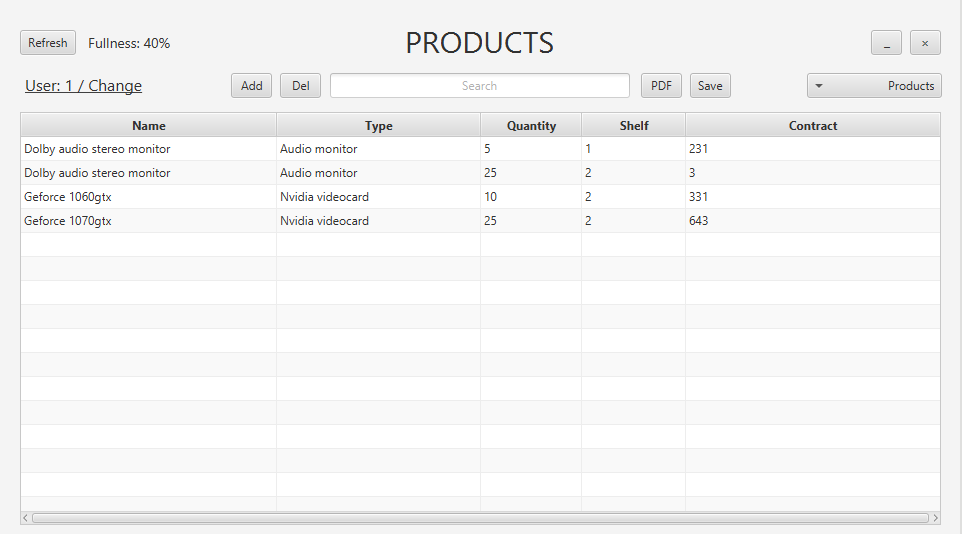 Refresh Fullness: 40% PRODUCTS _ ×
User: 1 / Change Add Del Search PDF Save Products
Name Type Quantity Shelf Contract
Dolby audio stereo monitor Audio monitor 5 1 231
Dolby audio stereo monitor Audio monitor 25 2 3
Geforce 1060gtx Nvidia videocard 10 2 331
Geforce 1070gtx Nvidia videocard 25 2 643